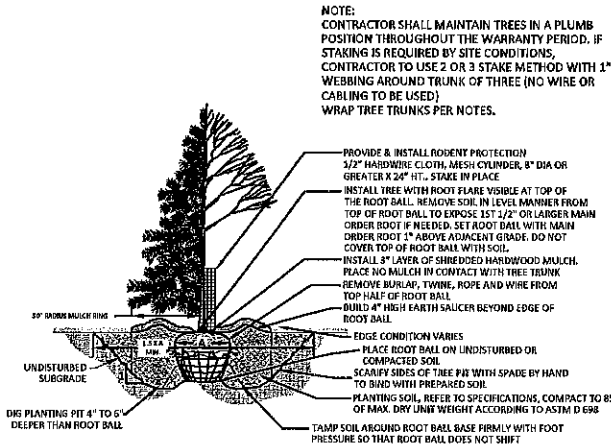 NOTE:
CONTRACTOR SHALL MAINTAIN TREES IN A PLUMB
POSITION THROUGHOUT THE WARRANTY PERIOD. IF
STAKING IS REQUIRED BY SITE CONDITIONS,
CONTRACTOR TO USE 2 OR 3 STAKE METHOD WITH 1"
WEBBING AROUND TRUNK OF THREE (NO WIRE OR
CABLING TO BE USED)
WRAP TREE TRUNKS PER NOTES.
PROVIDE & INSTALL RODENT PROTECTION
1/2" HARDWIRE CLOTH, MESH CYLINDER, 8" DIA OR
GREATER X 24" HT., STAKE IN PLACE
INSTALL TREE WITH ROOT FLARE VISIBLE AT TOP OF
THE ROOT BALL. REMOVE SOIL IN LEVEL MANNER FROM
TOP OF ROOT BALL TO EXPOSE 1ST 1/2" OR LARGER MAIN
ORDER ROOT IF NEEDED. SET ROOT BALL WITH MAIN
ORDER ROOT 1" ABOVE ADJACENT GRADE. DO NOT
COVER TOP OF ROOT BALL WITH SOIL.
INSTALL 3" LAYER OF SHREDDED HARDWOOD MULCH.
PLACE NO MULCH IN CONTACT WITH TREE TRUNK
REMOVE BURLAP, TWINE, ROPE AND WIRE FROM
TOP HALF OF ROOT BALL
BUILD 4" HIGH EARTH SAUCER BEYOND EDGE OF
ROOT BALL
RADIUS MULCH RING
EDGE CONDITION VARIES
1.5 X A
MIN.
A
PLACE ROOT BALL ON UNDISTURBED OR
COMPACTED SOIL
UNDISTURBED
SUBGRADE
SCARIFY SIDES OF TREE PIT WITH SPADE BY HAND
TO BIND WITH PREPARED SOIL
PLANTING SOIL, REFER TO SPECIFICATIONS, COMPACT TO 85
OF MAX. DRY UNIT WEIGHT ACCORDING TO ASTM D 698
DIG PLANTING PIT 4" TO 6"
DEEPER THAN ROOT BALL
TAMP SOIL AROUND ROOT BALL BASE FIRMLY WITH FOOT
PRESSURE SO THAT ROOT BALL DOES NOT SHIFT